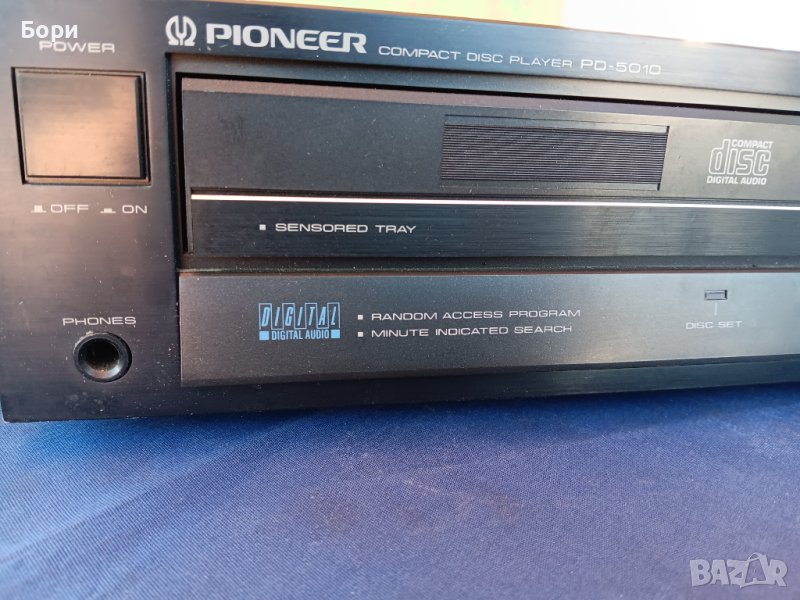 Бори
POWER
PIONEER COMPACT DISC PLAYER PD-5010
COMPACT
disc
DIGITAL AUDIO
OFF ON
SENSORED TRAY
PHONES
DIGITAL
DIGITAL AUDIO
RANDOM ACCESS PROGRAM
MINUTE INDICATED SEARCH
DISC SET
BAZAR